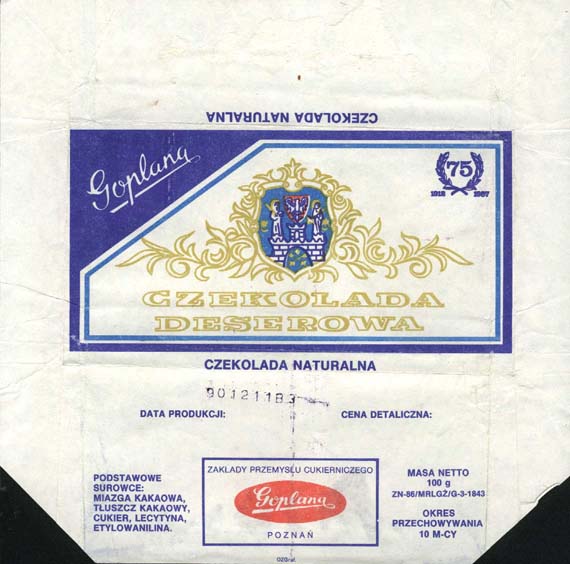 CZEKOLADA NATURALNA
Goplana
75
1912 1987
CZEKOLADA
DESEROWA
CZEKOLADA NATURALNA
90121183
DATA PRODUKCJI:
CENA DETALICZNA:
PODSTAWOWE
SUROWCE:
MIAZGA KAKAOWA,
TŁUSZCZ KAKAOWY,
CUKIER, LECYTYNA,
ETYLOWANILINA.
ZAKŁADY PRZEMYSŁU CUKIERNICZEGO
Goplana
POZNAŃ
MASA NETTO
100 g
ZN-86/MRLGŻ/G-3-1843
OKRES
PRZECHOWYWANIA
10 M-CY